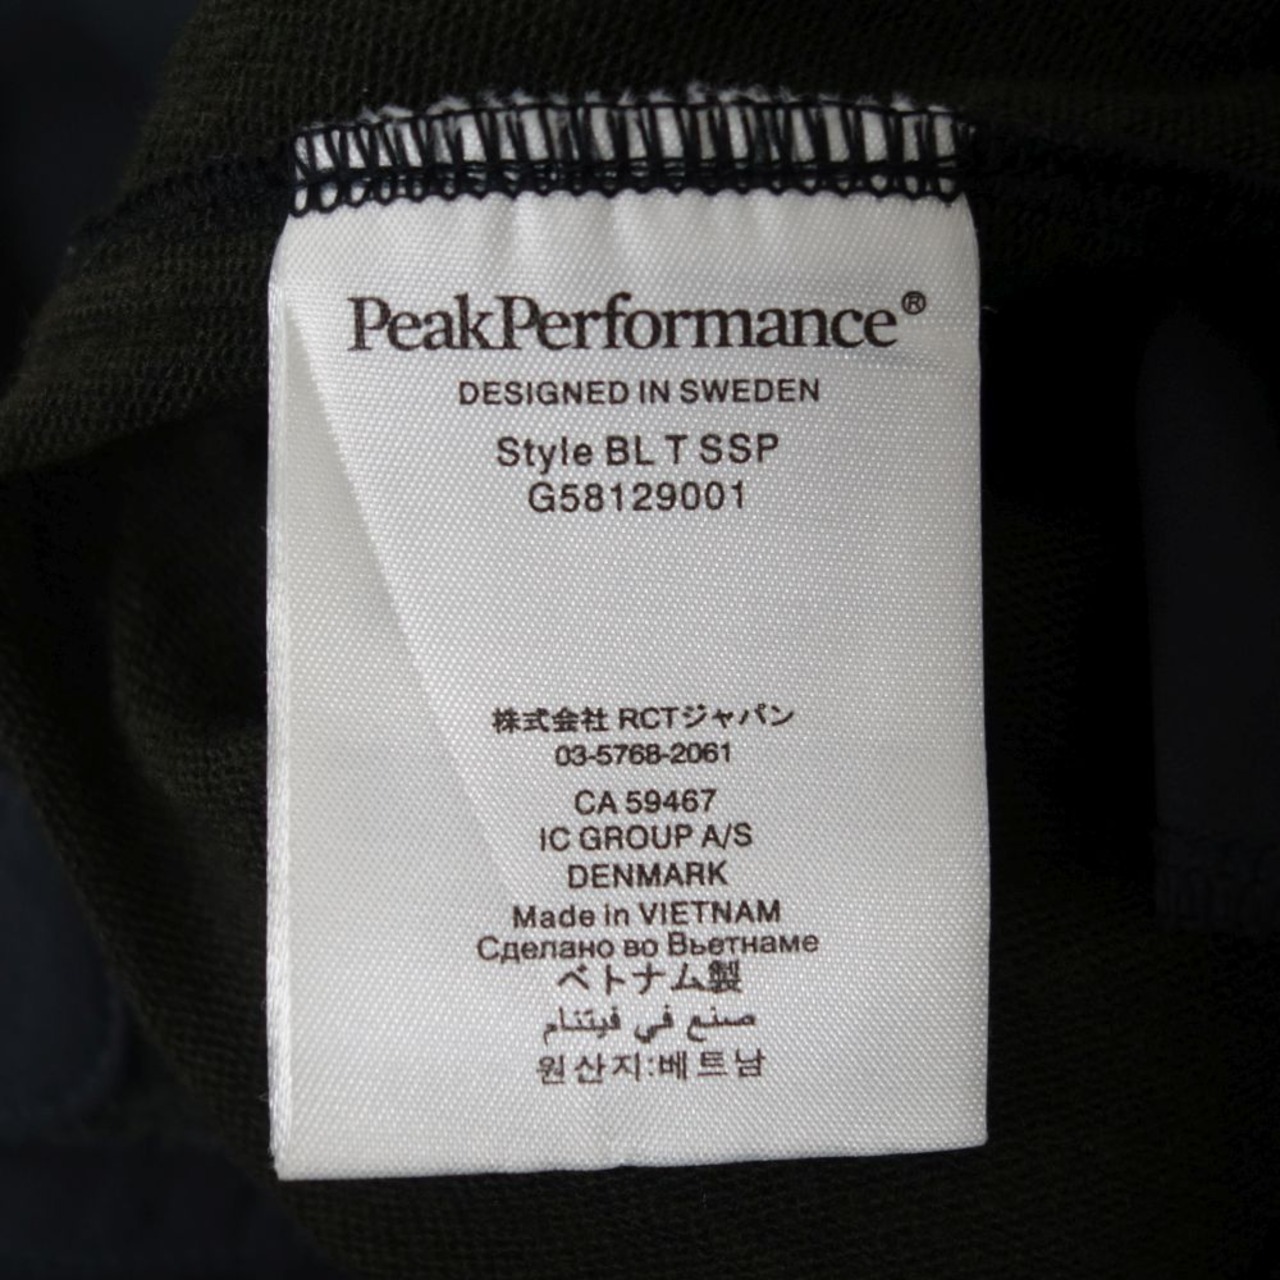 PeakPerformance®
DESIGNED IN SWEDEN
Style BL T SSP
G58129001
株式会社 RCTジャパン
03-5768-2061
CA 59467
IC GROUP A/S
DENMARK
Made in VIETNAM
Сделано во Вьетнаме
ベトナム製
صنع في فيتنام
원산지:베트남